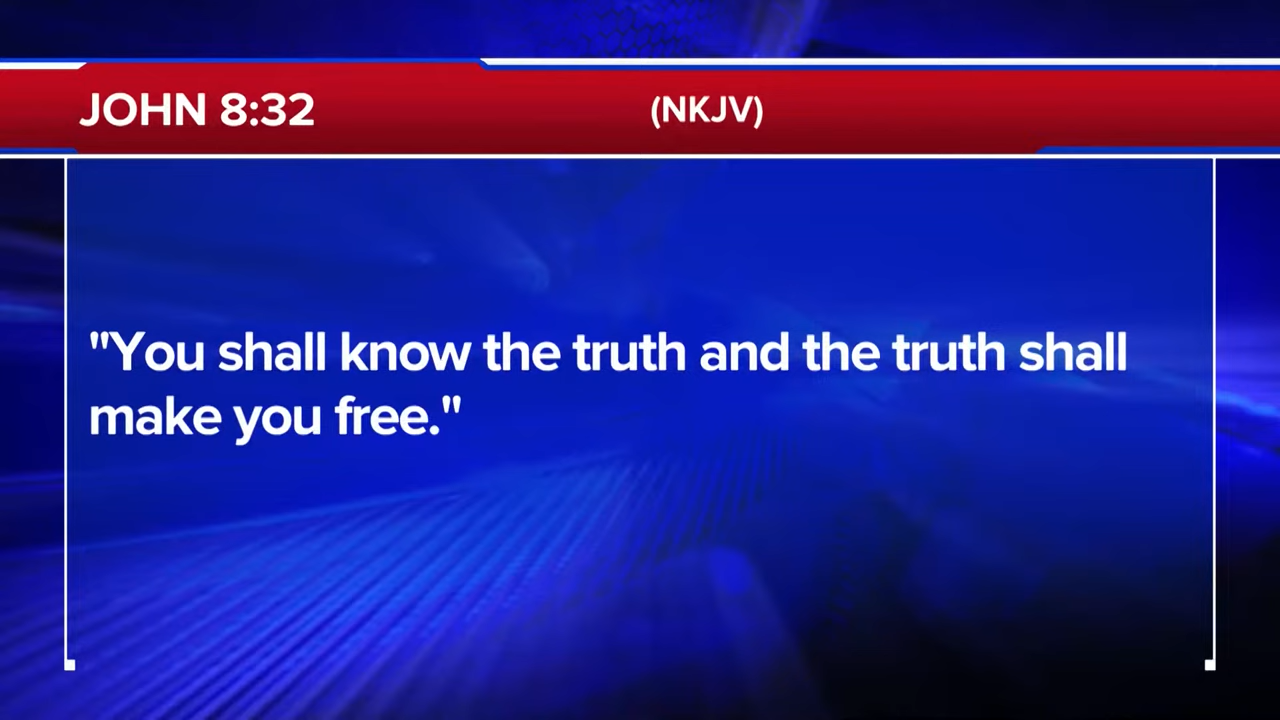 JOHN 8:32
(NKJV)
"You shall know the truth and the truth shall
make you free."